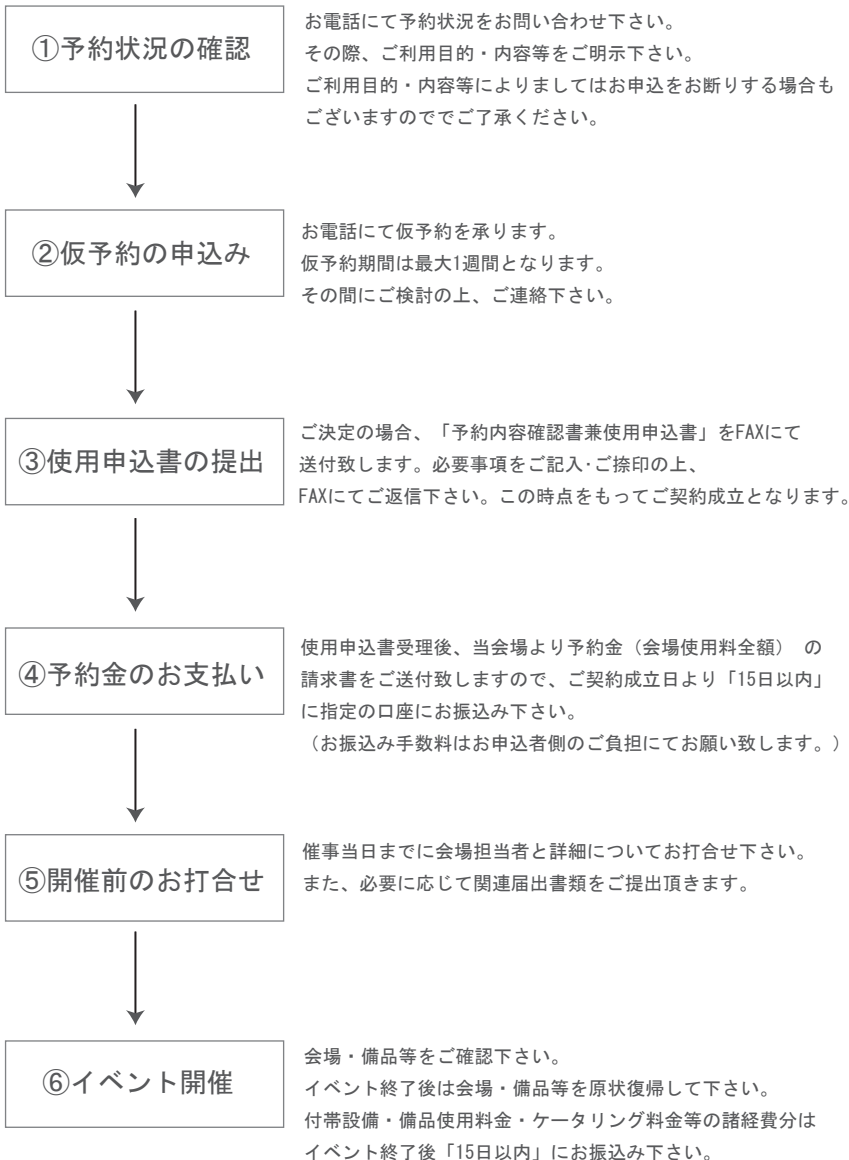 ①予約状況の確認
お電話にて予約状況をお問い合わせ下さい。
その際、ご利用目的・内容等をご明示下さい。
ご利用目的・内容等によりましてはお申込をお断りする場合も
ございますのででご了承ください。
②仮予約の申込み
お電話にて仮予約を承ります。
仮予約期間は最大1週間となります。
その間にご検討の上、ご連絡下さい。
③使用申込書の提出
ご決定の場合、「予約内容確認書兼使用申込書」をFAXにて
送付致します。必要事項をご記入･ご捺印の上、
FAXにてご返信下さい。この時点をもってご契約成立となります。
④予約金のお支払い
使用申込書受理後、当会場より予約金（会場使用料全額） の
請求書をご送付致しますので、ご契約成立日より「15日以内」
に指定の口座にお振込み下さい。
（お振込み手数料はお申込者側のご負担にてお願い致します。）
⑤開催前のお打合せ
催事当日までに会場担当者と詳細についてお打合せ下さい。
また、必要に応じて関連届出書類をご提出頂きます。
⑥イベント開催
会場・備品等をご確認下さい。
イベント終了後は会場・備品等を原状復帰して下さい。
付帯設備・備品使用料金・ケータリング料金等の諸経費分は
イベント終了後「15日以内」にお振込み下さい。